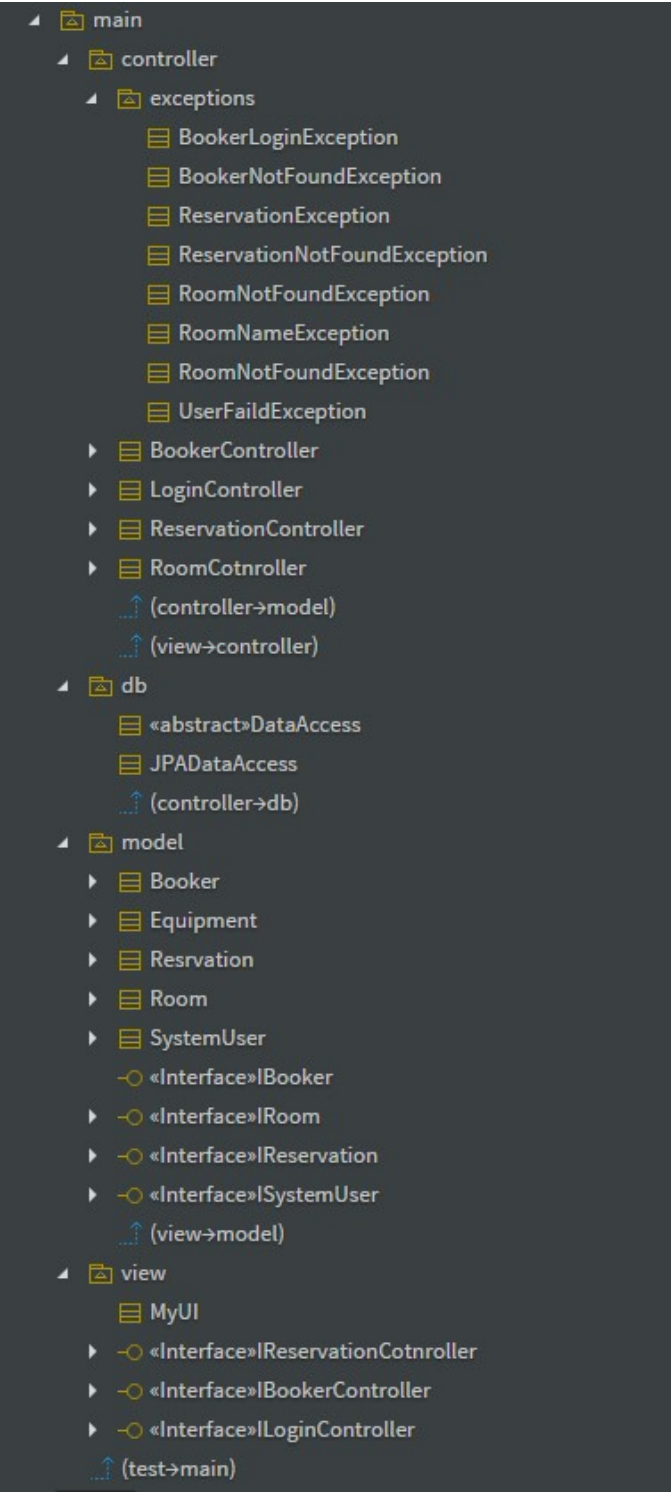 main
controller
exceptions
BookerLoginException
BookerNotFoundException
ReservationException
ReservationNotFoundException
RoomNotFoundException
RoomNameException
RoomNotFoundException
UserFaildException
BookerController
LoginController
ReservationController
RoomCotnroller
(controller→model)
(view→controller)
db
«abstract»DataAccess
JPADataAccess
(controller→db)
model
Booker
Equipment
Resrvation
Room
SystemUser
«Interface»IBooker
«Interface»IRoom
«Interface»IReservation
«Interface»ISystemUser
(view→model)
view
MyUI
«Interface»IReservationCotnroller
«Interface»IBookerController
«Interface»ILoginController
(test→main)